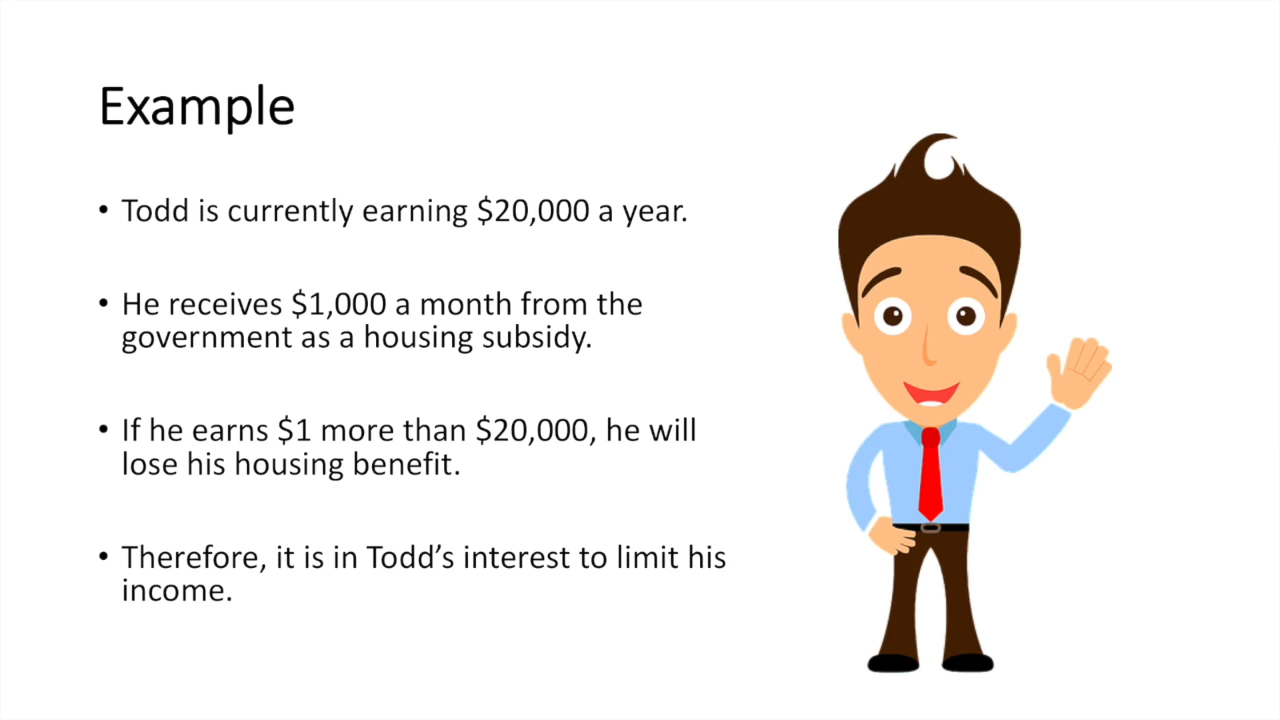 Example
• Todd is currently earning $20,000 a year.
• He receives $1,000 a month from the
government as a housing subsidy.
• If he earns $1 more than $20,000, he will
lose his housing benefit.
• Therefore, it is in Todd’s interest to limit his
income.